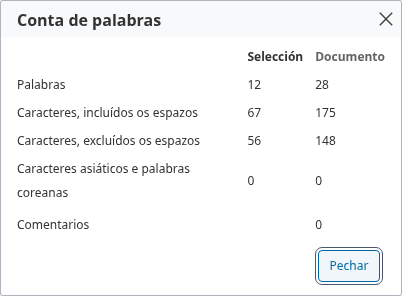 Conta de palabras
Selección Documento
Palabras 12 28
Caracteres, incluídos os espazos 67 175
Caracteres, excluídos os espazos 56 148
Caracteres asiáticos e palabras
coreanas 0 0
Comentarios 0
Pechar